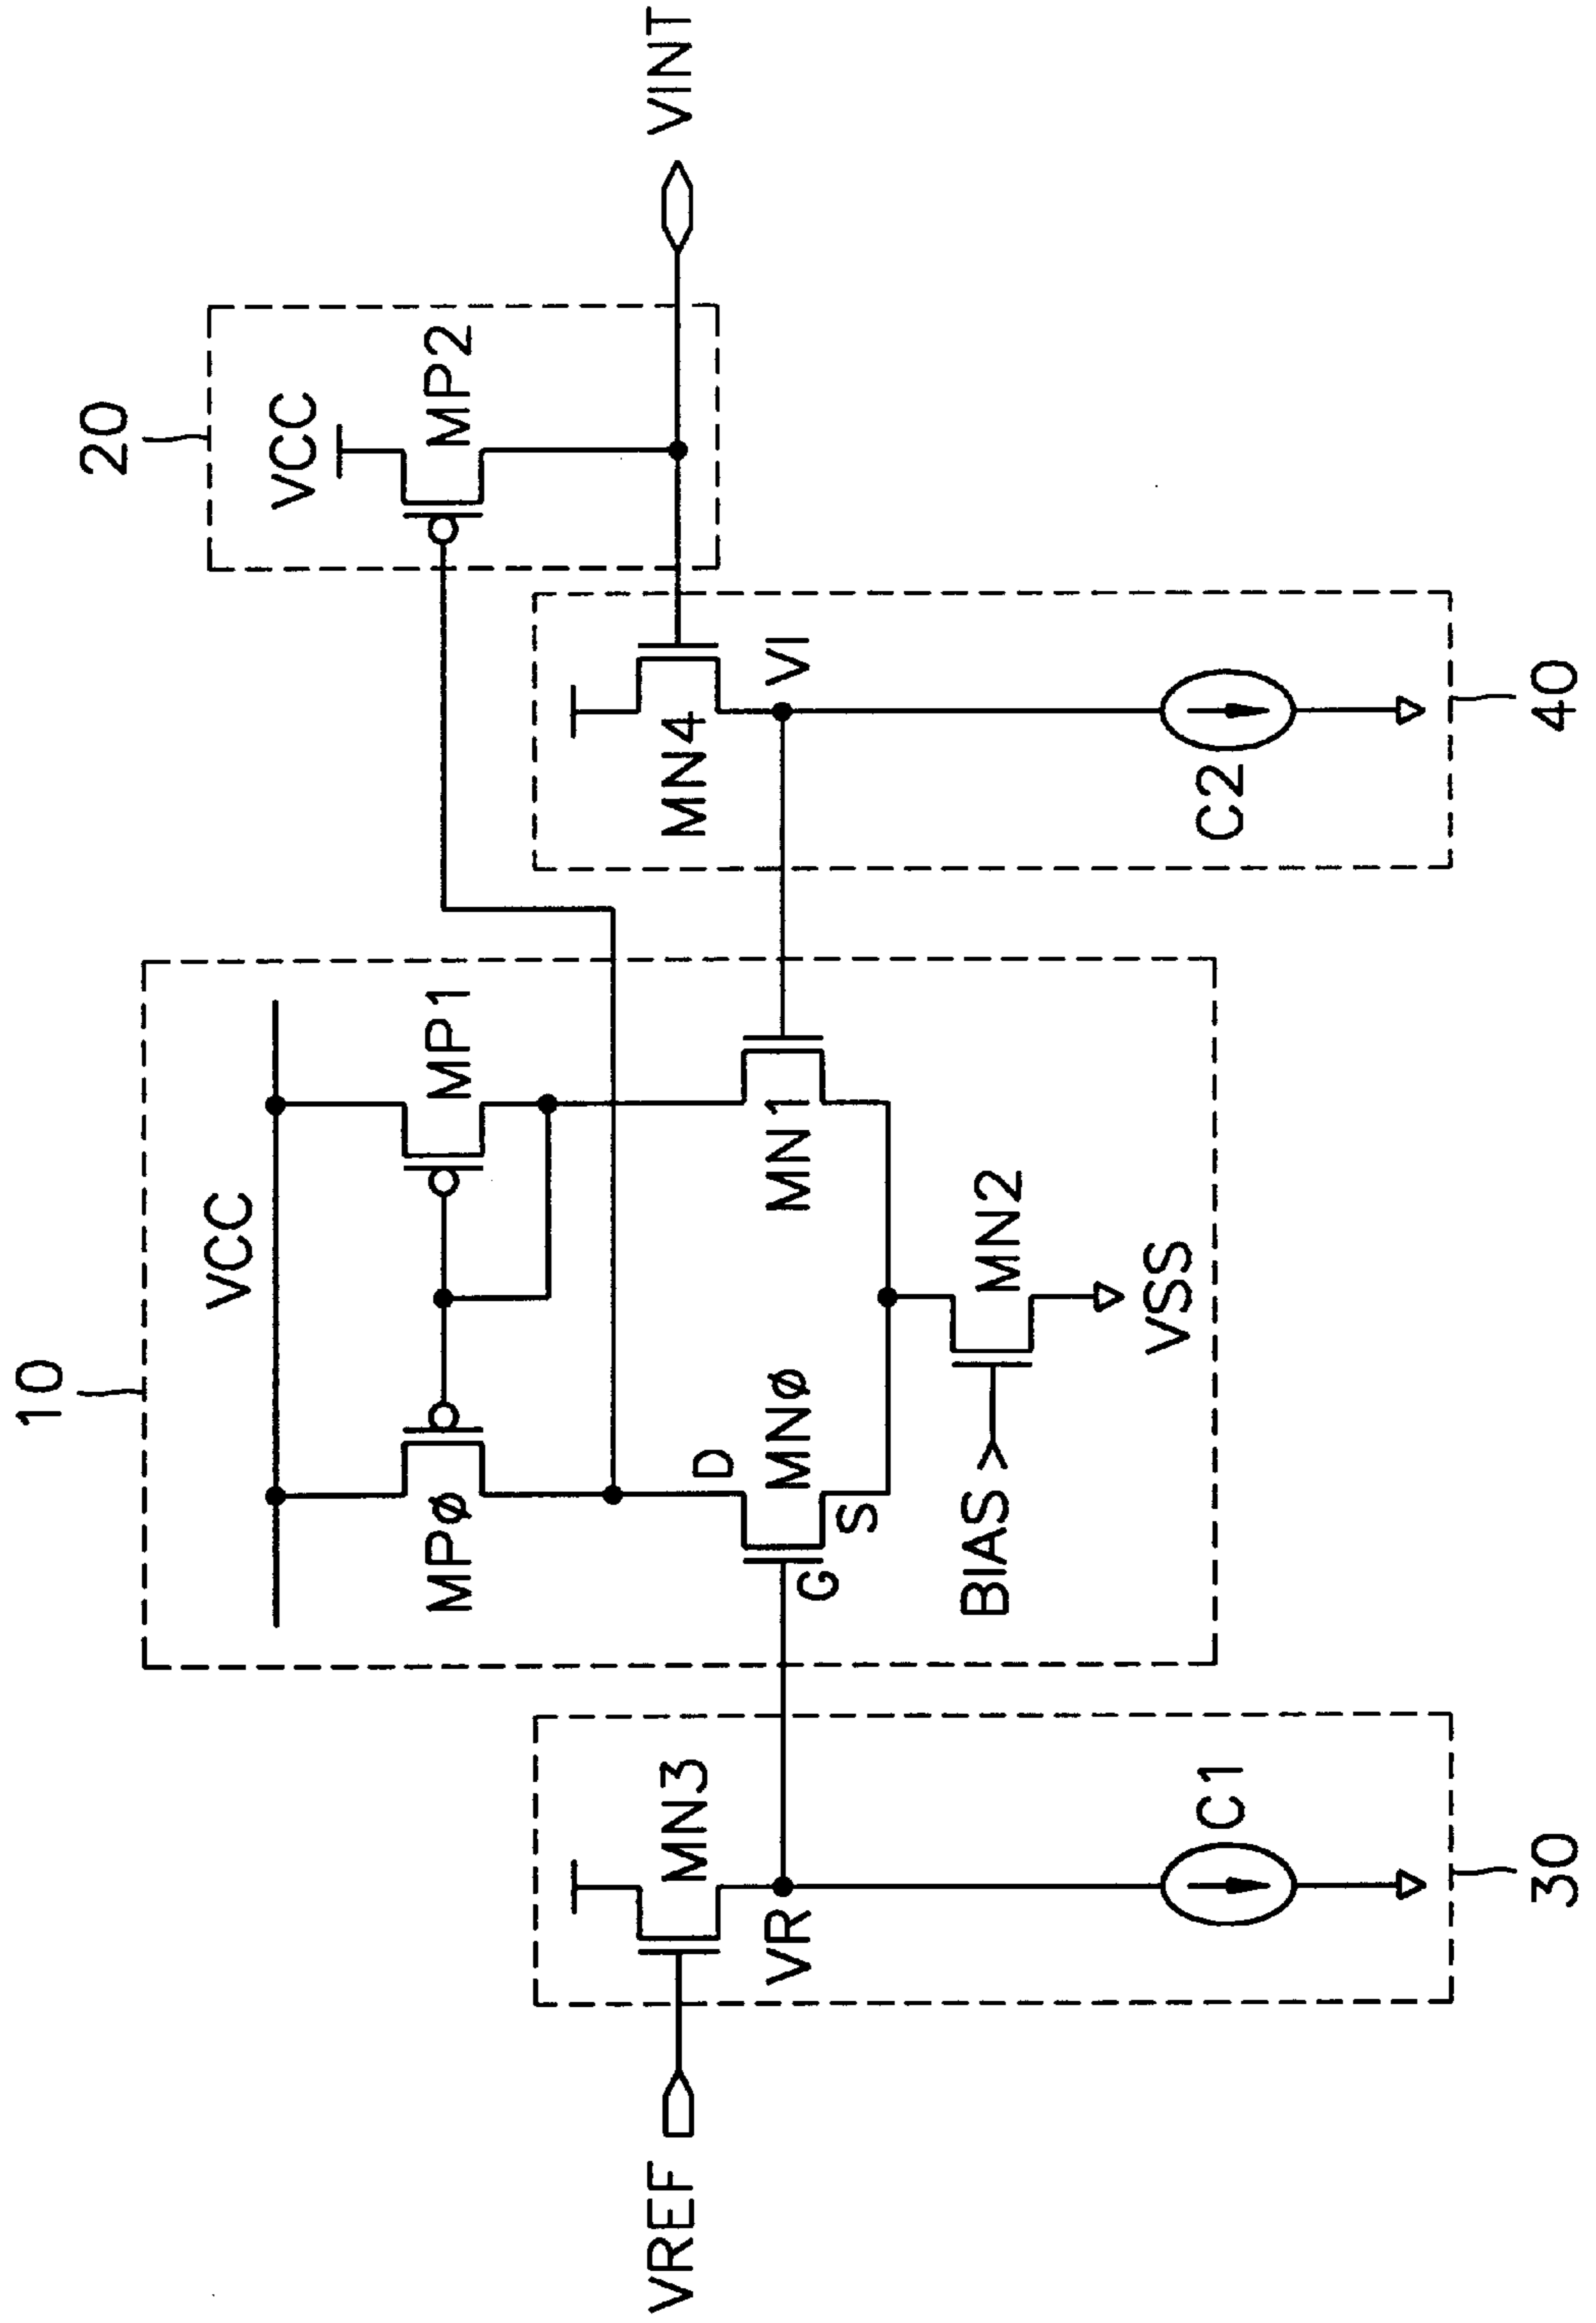 10
20
VCC
VCC
MPø
MP1
MP2
VREF
MN3
D
MNø
MN1
MN4
VINT
VR
G
S
VI
BIAS >
MN2
C1
VSS
C2
30
40